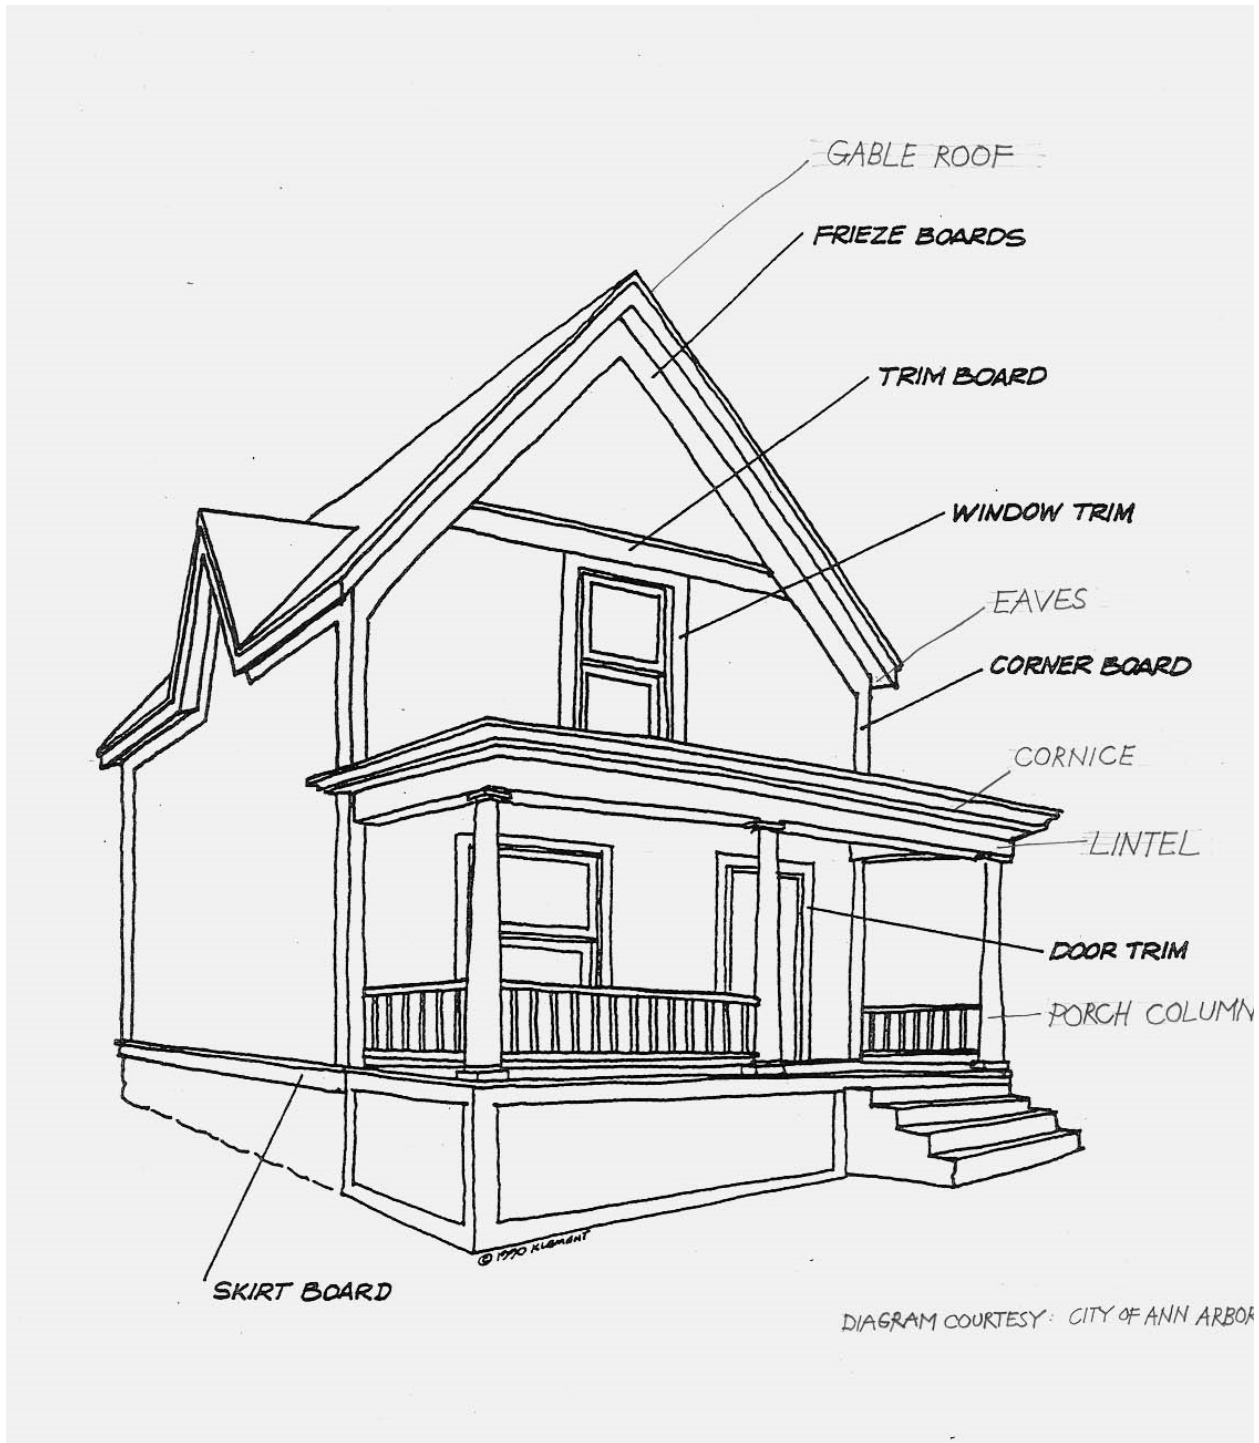 GABLE ROOF
FRIEZE BOARDS
TRIM BOARD
WINDOW TRIM
EAVES
CORNER BOARD
CORNICE
LINTEL
DOOR TRIM
PORCH COLUMN
© 1990 KLEMENT
SKIRT BOARD
DIAGRAM COURTESY: CITY OF ANN ARBOR